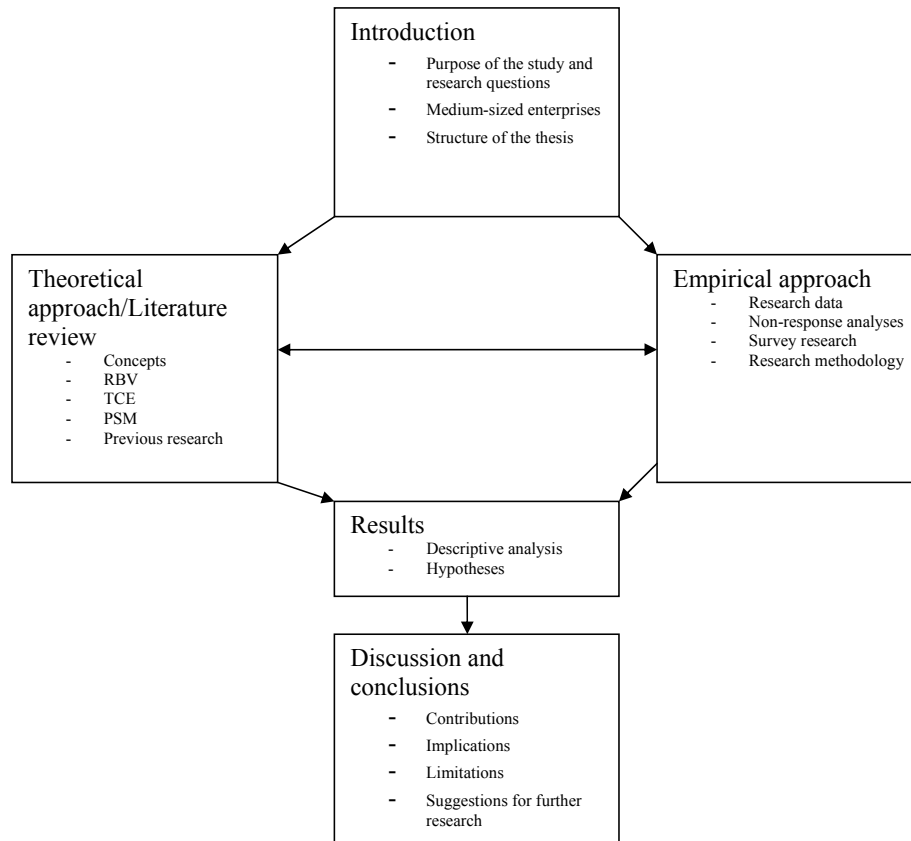 Introduction
- Purpose of the study and
research questions
- Medium-sized enterprises
- Structure of the thesis
Theoretical
approach/Literature
review
- Concepts
- RBV
- TCE
- PSM
- Previous research
Empirical approach
- Research data
- Non-response analyses
- Survey research
- Research methodology
Results
- Descriptive analysis
- Hypotheses
Discussion and
conclusions
- Contributions
- Implications
- Limitations
- Suggestions for further
research